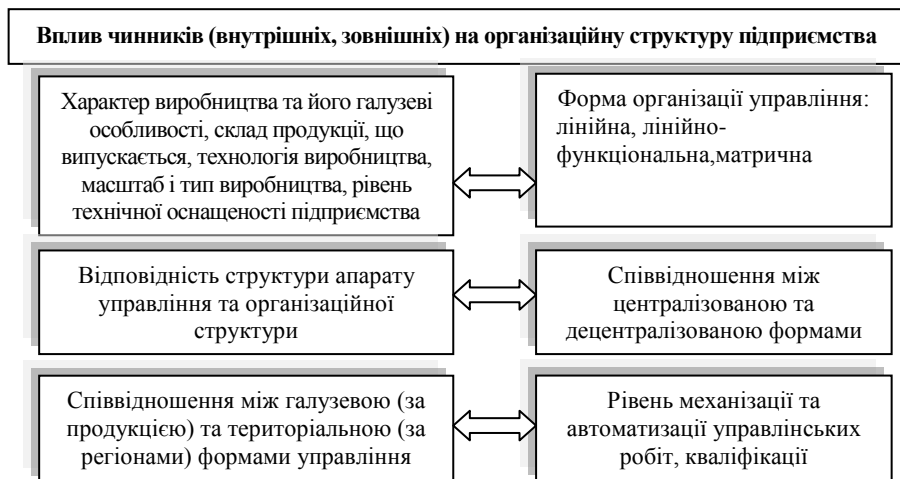 Вплив чинників (внутрішніх, зовнішніх) на організаційну структуру підприємства
Характер виробництва та його галузеві
особливості, склад продукції, що
випускається, технологія виробництва,
масштаб і тип виробництва, рівень
технічної оснащеності підприємства
Форма організації управління:
лінійна, лінійно-
функціональна,матрична
Відповідність структури апарату
управління та організаційної
структури
Співвідношення між
централізованою та
децентралізованою формами
Співвідношення між галузевою (за
продукцією) та територіальною (за
регіонами) формами управління
Рівень механізації та
автоматизації управлінських
робіт, кваліфікації